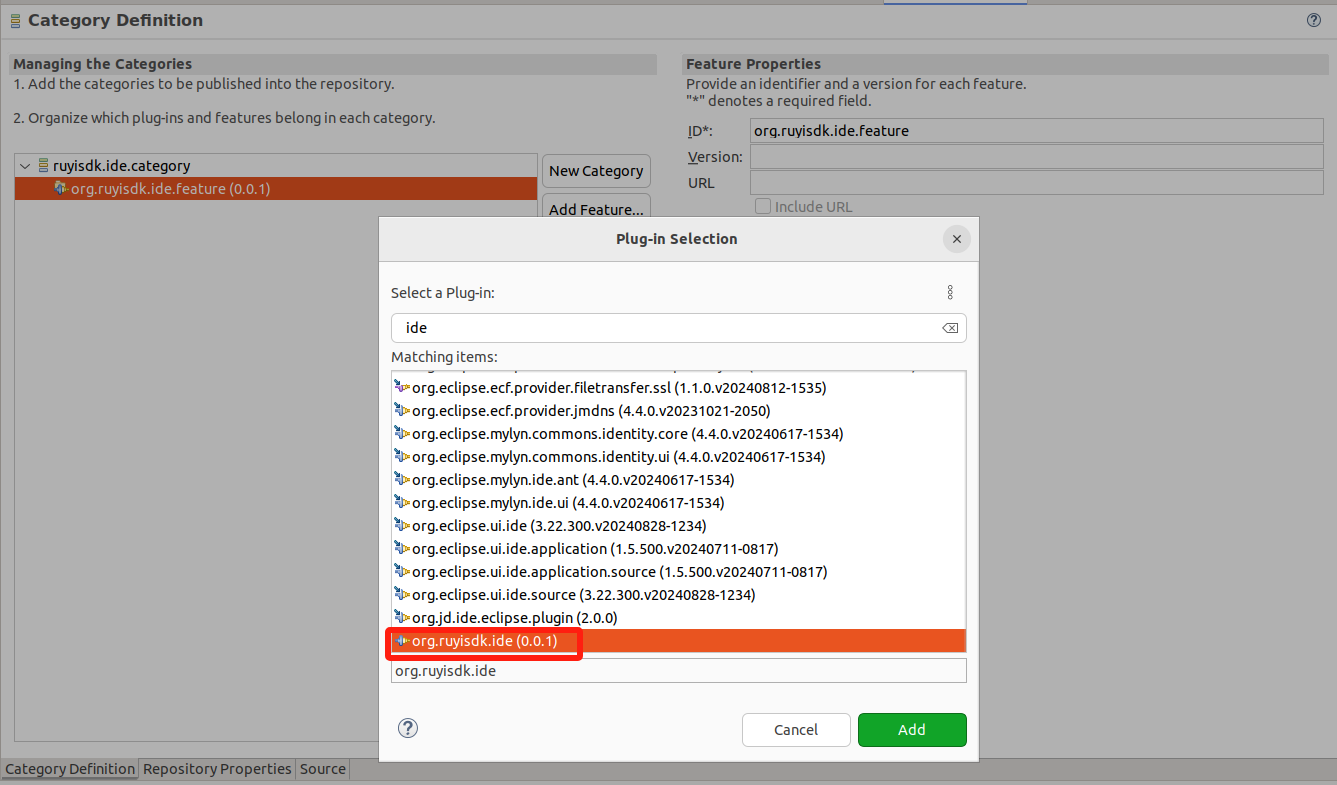 Category Definition
Managing the Categories
1. Add the categories to be published into the repository.
2. Organize which plug-ins and features belong in each category.
ruyisdk.ide.category
org.ruyisdk.ide.feature (0.0.1)
New Category
Add Feature...
Feature Properties
Provide an identifier and a version for each feature.
"*" denotes a required field.
ID*: org.ruyisdk.ide.feature
Version:
URL
Include URL
Plug-in Selection
Select a Plug-in:
ide
Matching items:
org.eclipse.ecf.provider.filetransfer.ssl (1.1.0.v20240812-1535)
org.eclipse.ecf.provider.jmdns (4.4.0.v20231021-2050)
org.eclipse.mylyn.commons.identity.core (4.4.0.v20240617-1534)
org.eclipse.mylyn.commons.identity.ui (4.4.0.v20240617-1534)
org.eclipse.mylyn.ide.ant (4.4.0.v20240617-1534)
org.eclipse.mylyn.ide.ui (4.4.0.v20240617-1534)
org.eclipse.ui.ide (3.22.300.v20240828-1234)
org.eclipse.ui.ide.application (1.5.500.v20240711-0817)
org.eclipse.ui.ide.application.source (1.5.500.v20240711-0817)
org.eclipse.ui.ide.source (3.22.300.v20240828-1234)
org.jd.ide.eclipse.plugin (2.0.0)
org.ruyisdk.ide (0.0.1)
org.ruyisdk.ide
Cancel
Add
Category Definition
Repository Properties
Source